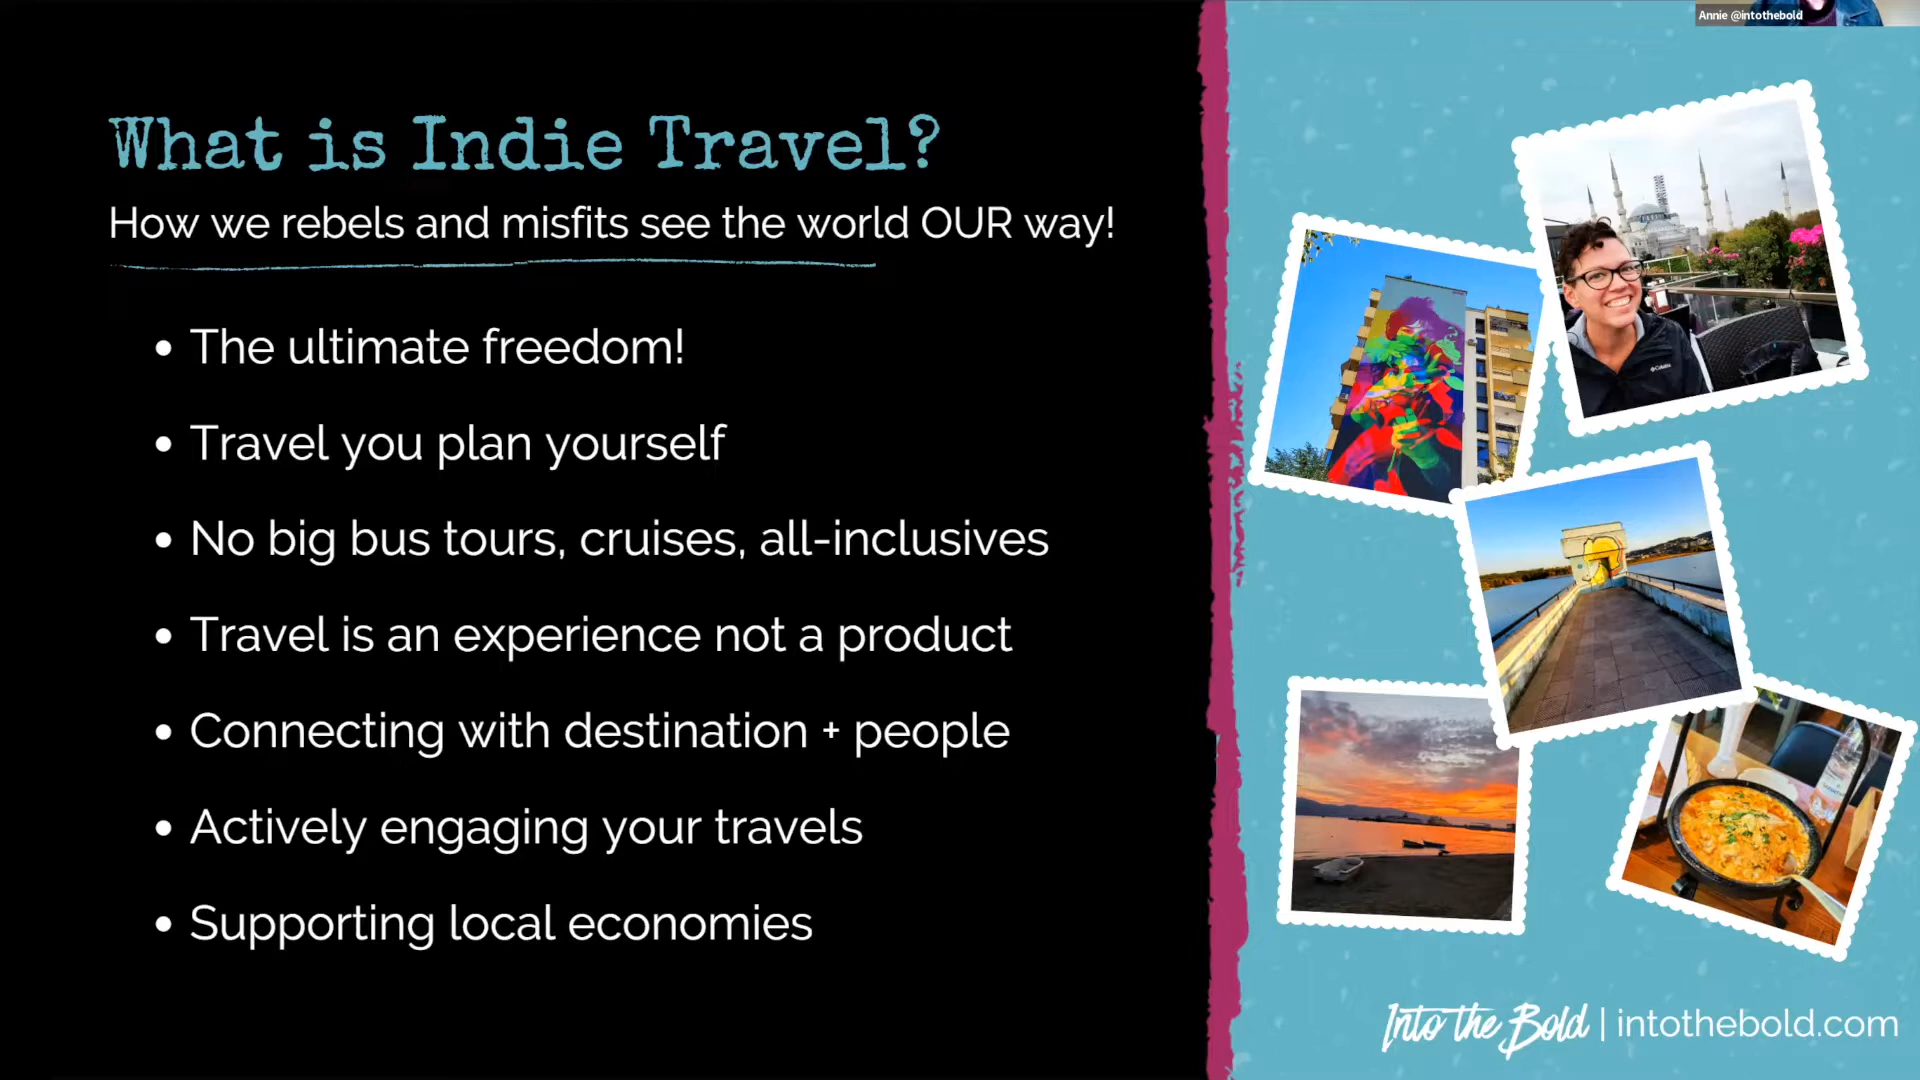 Annie @intothebold
What is Indie Travel?
How we rebels and misfits see the world OUR way!
• The ultimate freedom!
• Travel you plan yourself
• No big bus tours, cruises, all-inclusives
• Travel is an experience not a product
• Connecting with destination + people
• Actively engaging your travels
• Supporting local economies
Columbia
Into the Bold | intothebold.com